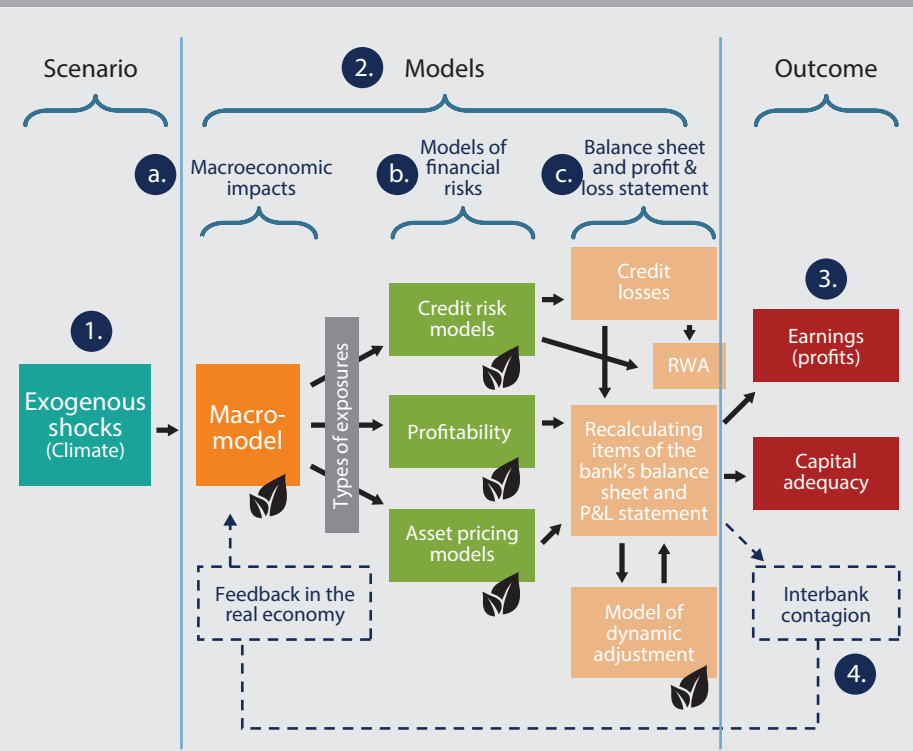 Scenario
2. Models
Outcome
a.
Macroeconomic
impacts
b.
Models of
financial
risks
c.
Balance sheet
and profit &
loss statement
1.
Exogenous
shocks
(Climate)
Macro-
model
Types of exposures
Credit risk
models
Profitability
Asset pricing
models
Credit
losses
RWA
Recalculating
items of the
bank's balance
sheet and
P&L statement
Model of
dynamic
adjustment
3.
Earnings
(profits)
Capital
adequacy
Feedback in the
real economy
Interbank
contagion
4.